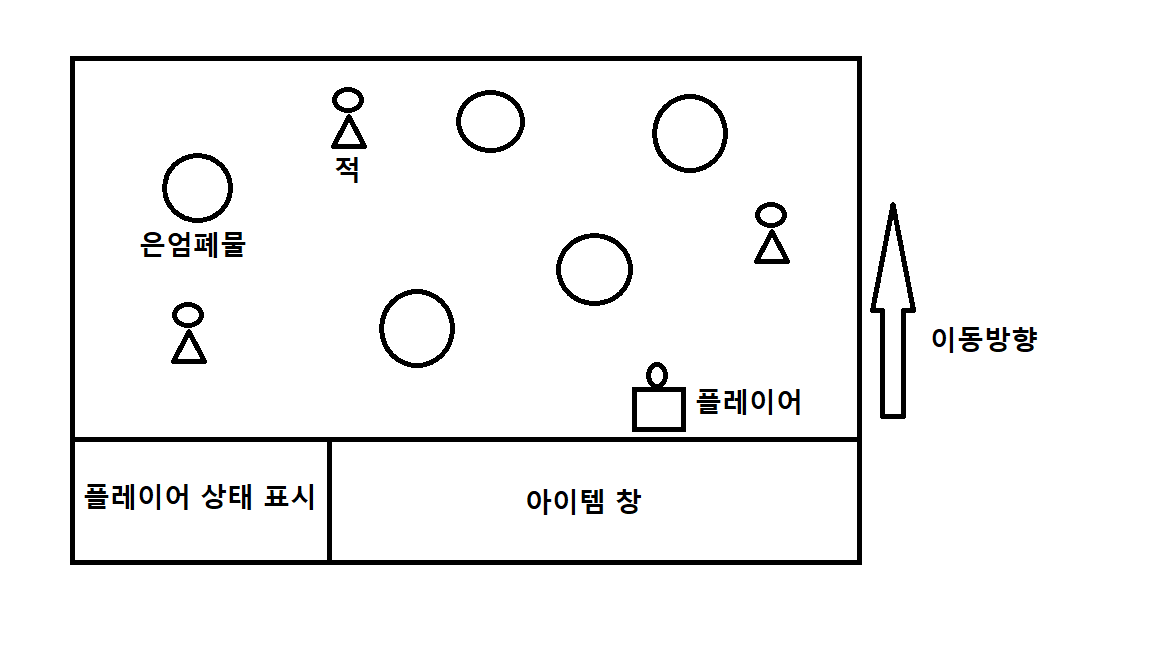 적
은엄폐물
이동방향
플레이어
플레이어 상태 표시
아이템 창